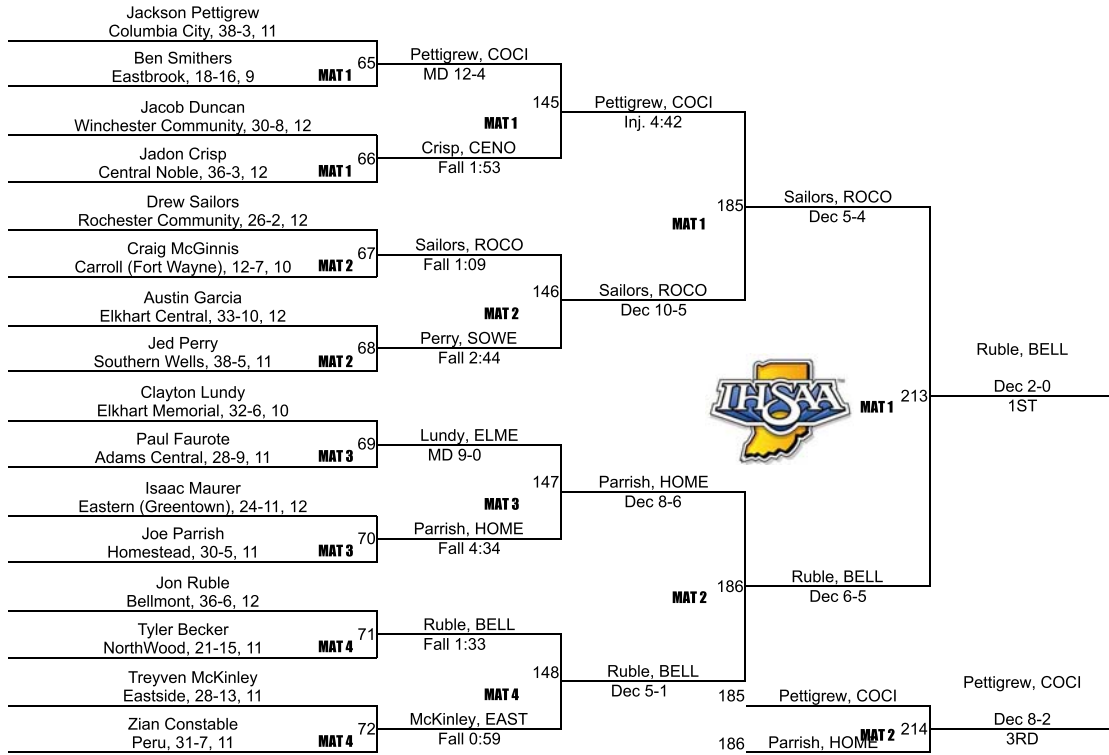 Jackson Pettigrew
Columbia City, 38-3, 11
Ben Smithers
Eastbrook, 18-16, 9
MAT 1
65
Jacob Duncan
Winchester Community, 30-8, 12
Jadon Crisp
Central Noble, 36-3, 12
MAT 1
66
Drew Sailors
Rochester Community, 26-2, 12
Craig McGinnis
Carroll (Fort Wayne), 12-7, 10
MAT 2
67
Austin Garcia
Elkhart Central, 33-10, 12
Jed Perry
Southern Wells, 38-5, 11
MAT 2
68
Clayton Lundy
Elkhart Memorial, 32-6, 10
Paul Faurote
Adams Central, 28-9, 11
MAT 3
69
Isaac Maurer
Eastern (Greentown), 24-11, 12
Joe Parrish
Homestead, 30-5, 11
MAT 3
70
Jon Ruble
Bellmont, 36-6, 12
Tyler Becker
NorthWood, 21-15, 11
MAT 4
71
Treyven McKinley
Eastside, 28-13, 11
Zian Constable
Peru, 31-7, 11
MAT 4
72
Pettigrew, COCI
MD 12-4
MAT 1
145
Crisp, CENO
Fall 1:53
Sailors, ROCO
Fall 1:09
MAT 2
146
Perry, SOWE
Fall 2:44
Lundy, ELME
MD 9-0
MAT 3
147
Parrish, HOME
Fall 4:34
Ruble, BELL
Fall 1:33
MAT 4
148
McKinley, EAST
Fall 0:59
Pettigrew, COCI
Inj. 4:42
MAT 1
185
Sailors, ROCO
Dec 10-5
Parrish, HOME
Dec 8-6
MAT 2
186
Ruble, BELL
Dec 5-1
Sailors, ROCO
Dec 5-4
IHSAA
MAT 1
213
Ruble, BELL
Dec 6-5
Ruble, BELL
Dec 2-0
1ST
185
Pettigrew, COCI
MAT 2
214
186
Parrish, HOME
Pettigrew, COCI
Dec 8-2
3RD